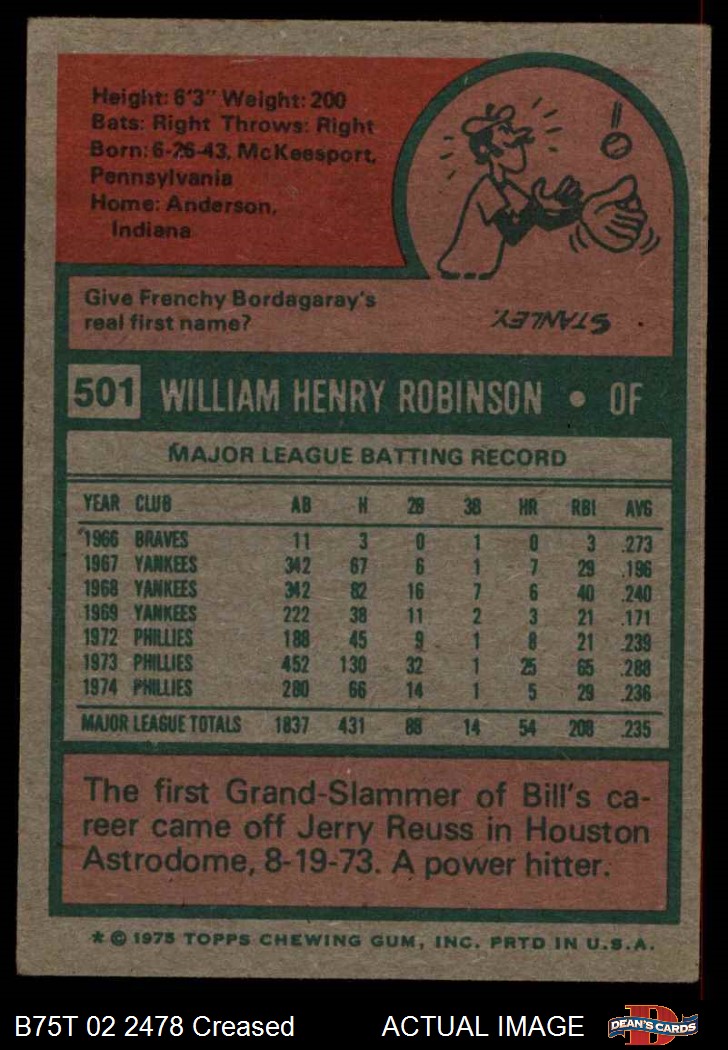 Height: 6'3" Weight: 200
Bats: Right Throws: Right
Born: 6-26-43, McKeesport,
Pennsylvania
Home: Anderson,
Indiana
Give Frenchy Bordagaray's
real first name?
STANLEY.
501 WILLIAM HENRY ROBINSON • OF
MAJOR LEAGUE BATTING RECORD
YEAR CLUB AB H 2B 3B HR RBI AVG
1966 BRAVES 11 3 0 1 0 3 .273
1967 YANKEES 342 67 6 1 7 29 .196
1968 YANKEES 342 82 16 7 6 40 .240
1969 YANKEES 222 38 11 2 3 21 .171
1972 PHILLIES 188 45 9 1 8 21 .239
1973 PHILLIES 452 130 32 1 25 65 .288
1974 PHILLIES 280 66 14 1 5 29 .236
MAJOR LEAGUE TOTALS 1837 431 88 14 54 208 .235
The first Grand-Slammer of Bill's ca-
reer came off Jerry Reuss in Houston
Astrodome, 8-19-73. A power hitter.
* © 1975 TOPPS CHEWING GUM, INC. PRTD IN U.S.A.
B75T 02 2478 Creased ACTUAL IMAGE DEAN'S CARDS